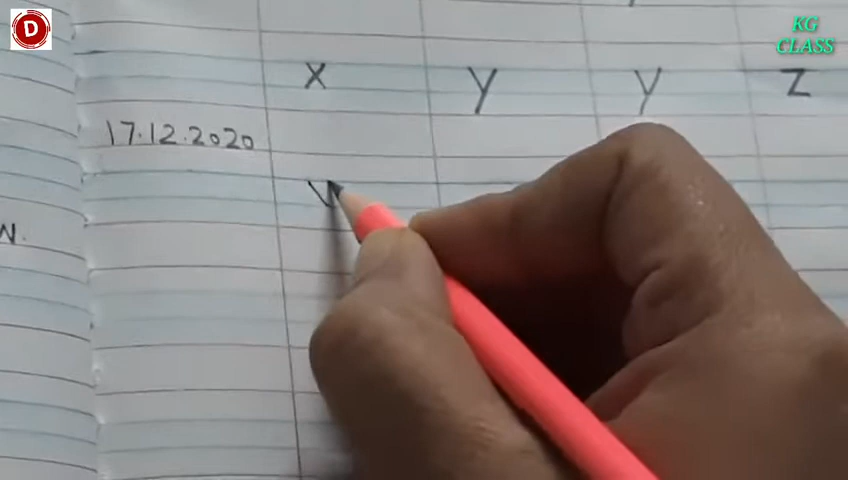 D
KG
CLASS
x y y z
17.12.2020
N.